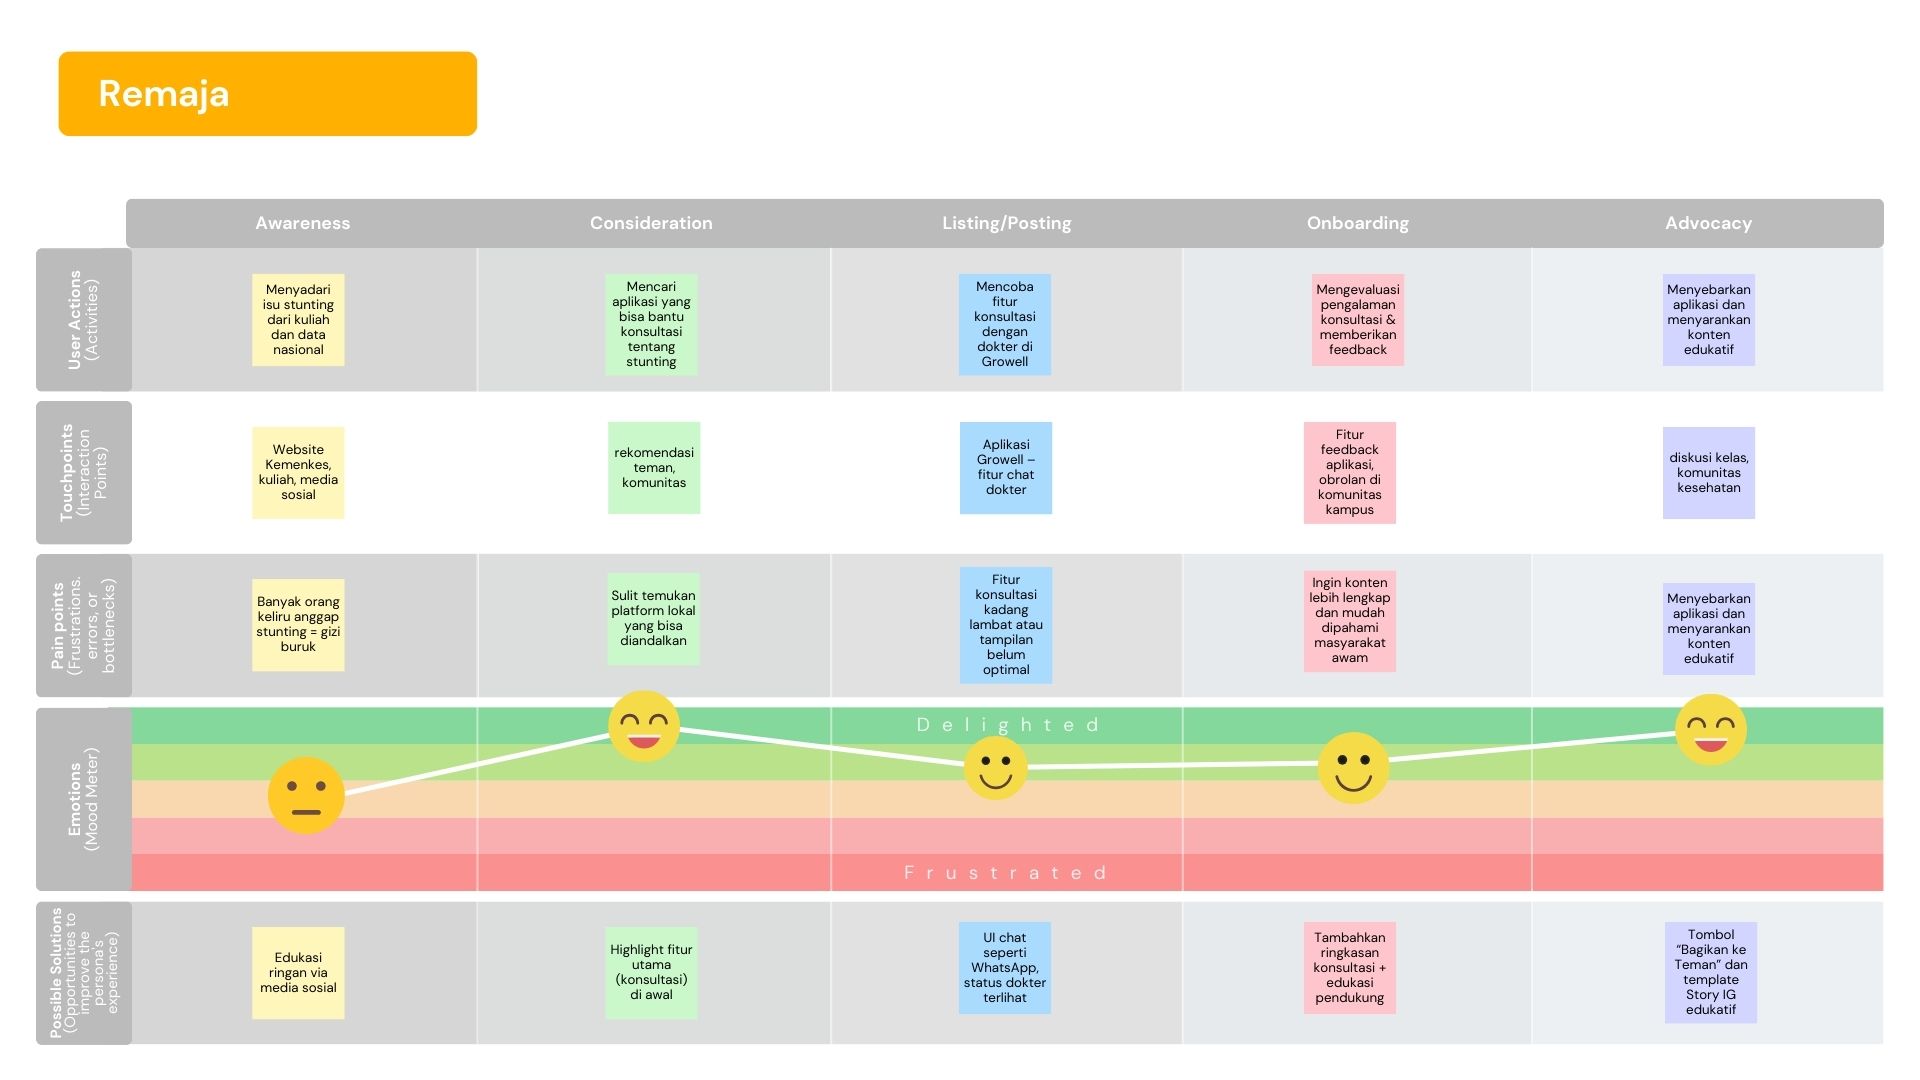 Remaja
Awareness
Consideration
Listing/Posting
Onboarding
Advocacy
User Actions
(Activities)
Menyadari
isu stunting
dari kuliah
dan data
nasional
Mencari
aplikasi yang
bisa bantu
konsultasi
tentang
stunting
Mencoba
fitur
konsultasi
dengan
dokter di
Growell
Mengevaluasi
pengalaman
konsultasi &
memberikan
feedback
Menyebarkan
aplikasi dan
menyarankan
konten
edukatif
Touchpoints
(Interaction
Points)
Website
Kemenkes,
kuliah, media
sosial
rekomendasi
teman,
komunitas
Aplikasi
Growell –
fitur chat
dokter
Fitur
feedback
aplikasi,
obrolan di
komunitas
kampus
diskusi kelas,
komunitas
kesehatan
Pain points
(Frustrations.
errors, or
bottlenecks)
Banyak orang
keliru anggap
stunting = gizi
buruk
Sulit temukan
platform lokal
yang bisa
diandalkan
Fitur
konsultasi
kadang
lambat atau
tampilan
belum
optimal
Ingin konten
lebih lengkap
dan mudah
dipahami
masyarakat
awam
Menyebarkan
aplikasi dan
menyarankan
konten
edukatif
Emotions
(Mood Meter)
Delighted
Frustrated
Possible Solutions
(Opportunities to
improve the
persona's
experience)
Edukasi
ringan via
media sosial
Highlight fitur
utama
(konsultasi)
di awal
UI chat
seperti
WhatsApp,
status dokter
terlihat
Tambahkan
ringkasan
konsultasi +
edukasi
pendukung
Tombol
“Bagikan ke
Teman” dan
template
Story IG
edukatif